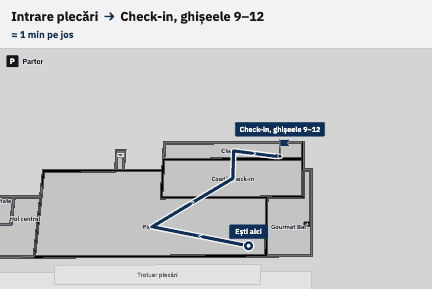 Intrare plecări → Check-in, ghișeele 9–12
≈ 1 min pe jos
P Parter
Check-in, ghișeele 9–12
Ești aici
Hol central
Gourmet Bar
Trotuar plecări